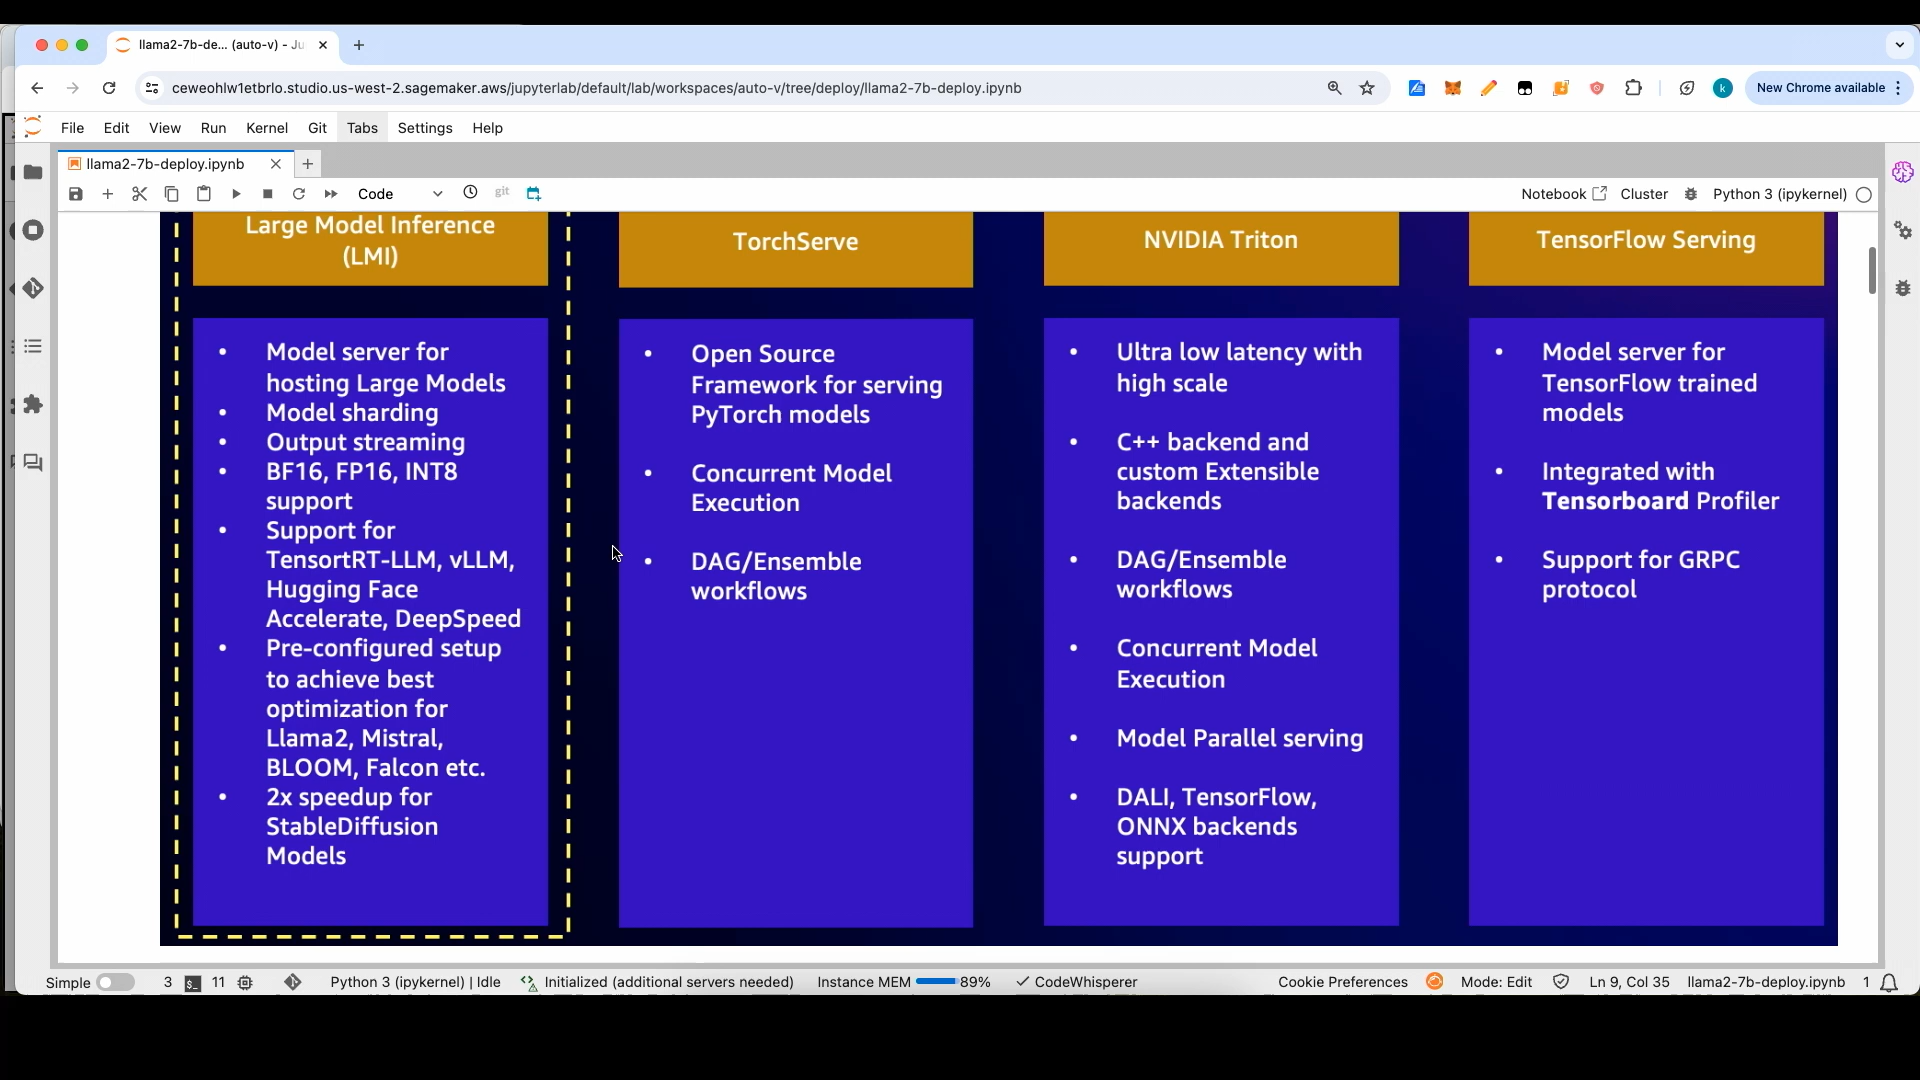 llama2-7b-de... (auto-v) - Ju
ceweohlw1etbrlo.studio.us-west-2.sagemaker.aws/jupyterlab/default/lab/workspaces/auto-v/tree/deploy/llama2-7b-deploy.ipynb
k
New Chrome available
File Edit View Run Kernel Git Tabs Settings Help
llama2-7b-deploy.ipynb
Code
git
Notebook
Cluster
Python 3 (ipykernel)
Large Model Inference
(LMI)
• Model server for
hosting Large Models
• Model sharding
• Output streaming
• BF16, FP16, INT8
support
• Support for
TensortRT-LLM, vLLM,
Hugging Face
Accelerate, DeepSpeed
• Pre-configured setup
to achieve best
optimization for
Llama2, Mistral,
BLOOM, Falcon etc.
• 2x speedup for
StableDiffusion
Models
TorchServe
• Open Source
Framework for serving
PyTorch models
• Concurrent Model
Execution
• DAG/Ensemble
workflows
NVIDIA Triton
• Ultra low latency with
high scale
• C++ backend and
custom Extensible
backends
• DAG/Ensemble
workflows
• Concurrent Model
Execution
• Model Parallel serving
• DALI, TensorFlow,
ONNX backends
support
TensorFlow Serving
• Model server for
TensorFlow trained
models
• Integrated with
Tensorboard Profiler
• Support for GRPC
protocol
Simple 3 11 Python 3 (ipykernel) | Idle Initialized (additional servers needed) Instance MEM 89% CodeWhisperer Cookie Preferences Mode: Edit Ln 9, Col 35 llama2-7b-deploy.ipynb 1